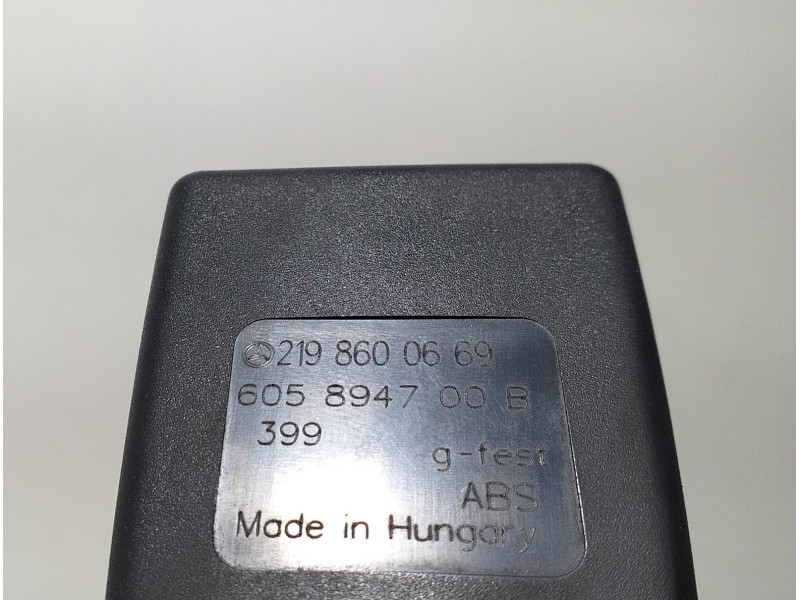 219 860 06 69
605 8947 00 B
399
g-fest
ABS
Made in Hungary